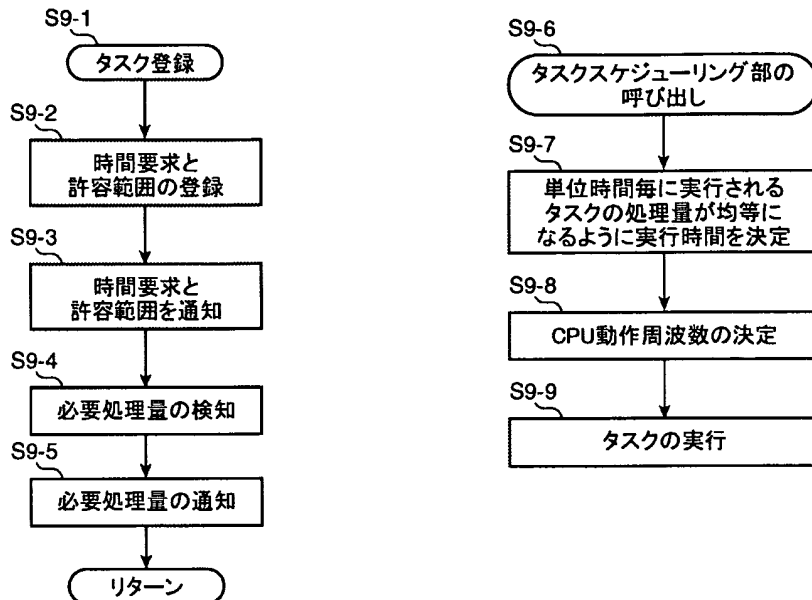 S9-1
タスク登録
S9-2
時間要求と
許容範囲の登録
S9-3
時間要求と
許容範囲を通知
S9-4
必要処理量の検知
S9-5
必要処理量の通知
リターン
S9-6
タスクスケジューリング部の
呼び出し
S9-7
単位時間毎に実行される
タスクの処理量が均等に
なるように実行時間を決定
S9-8
CPU動作周波数の決定
S9-9
タスクの実行